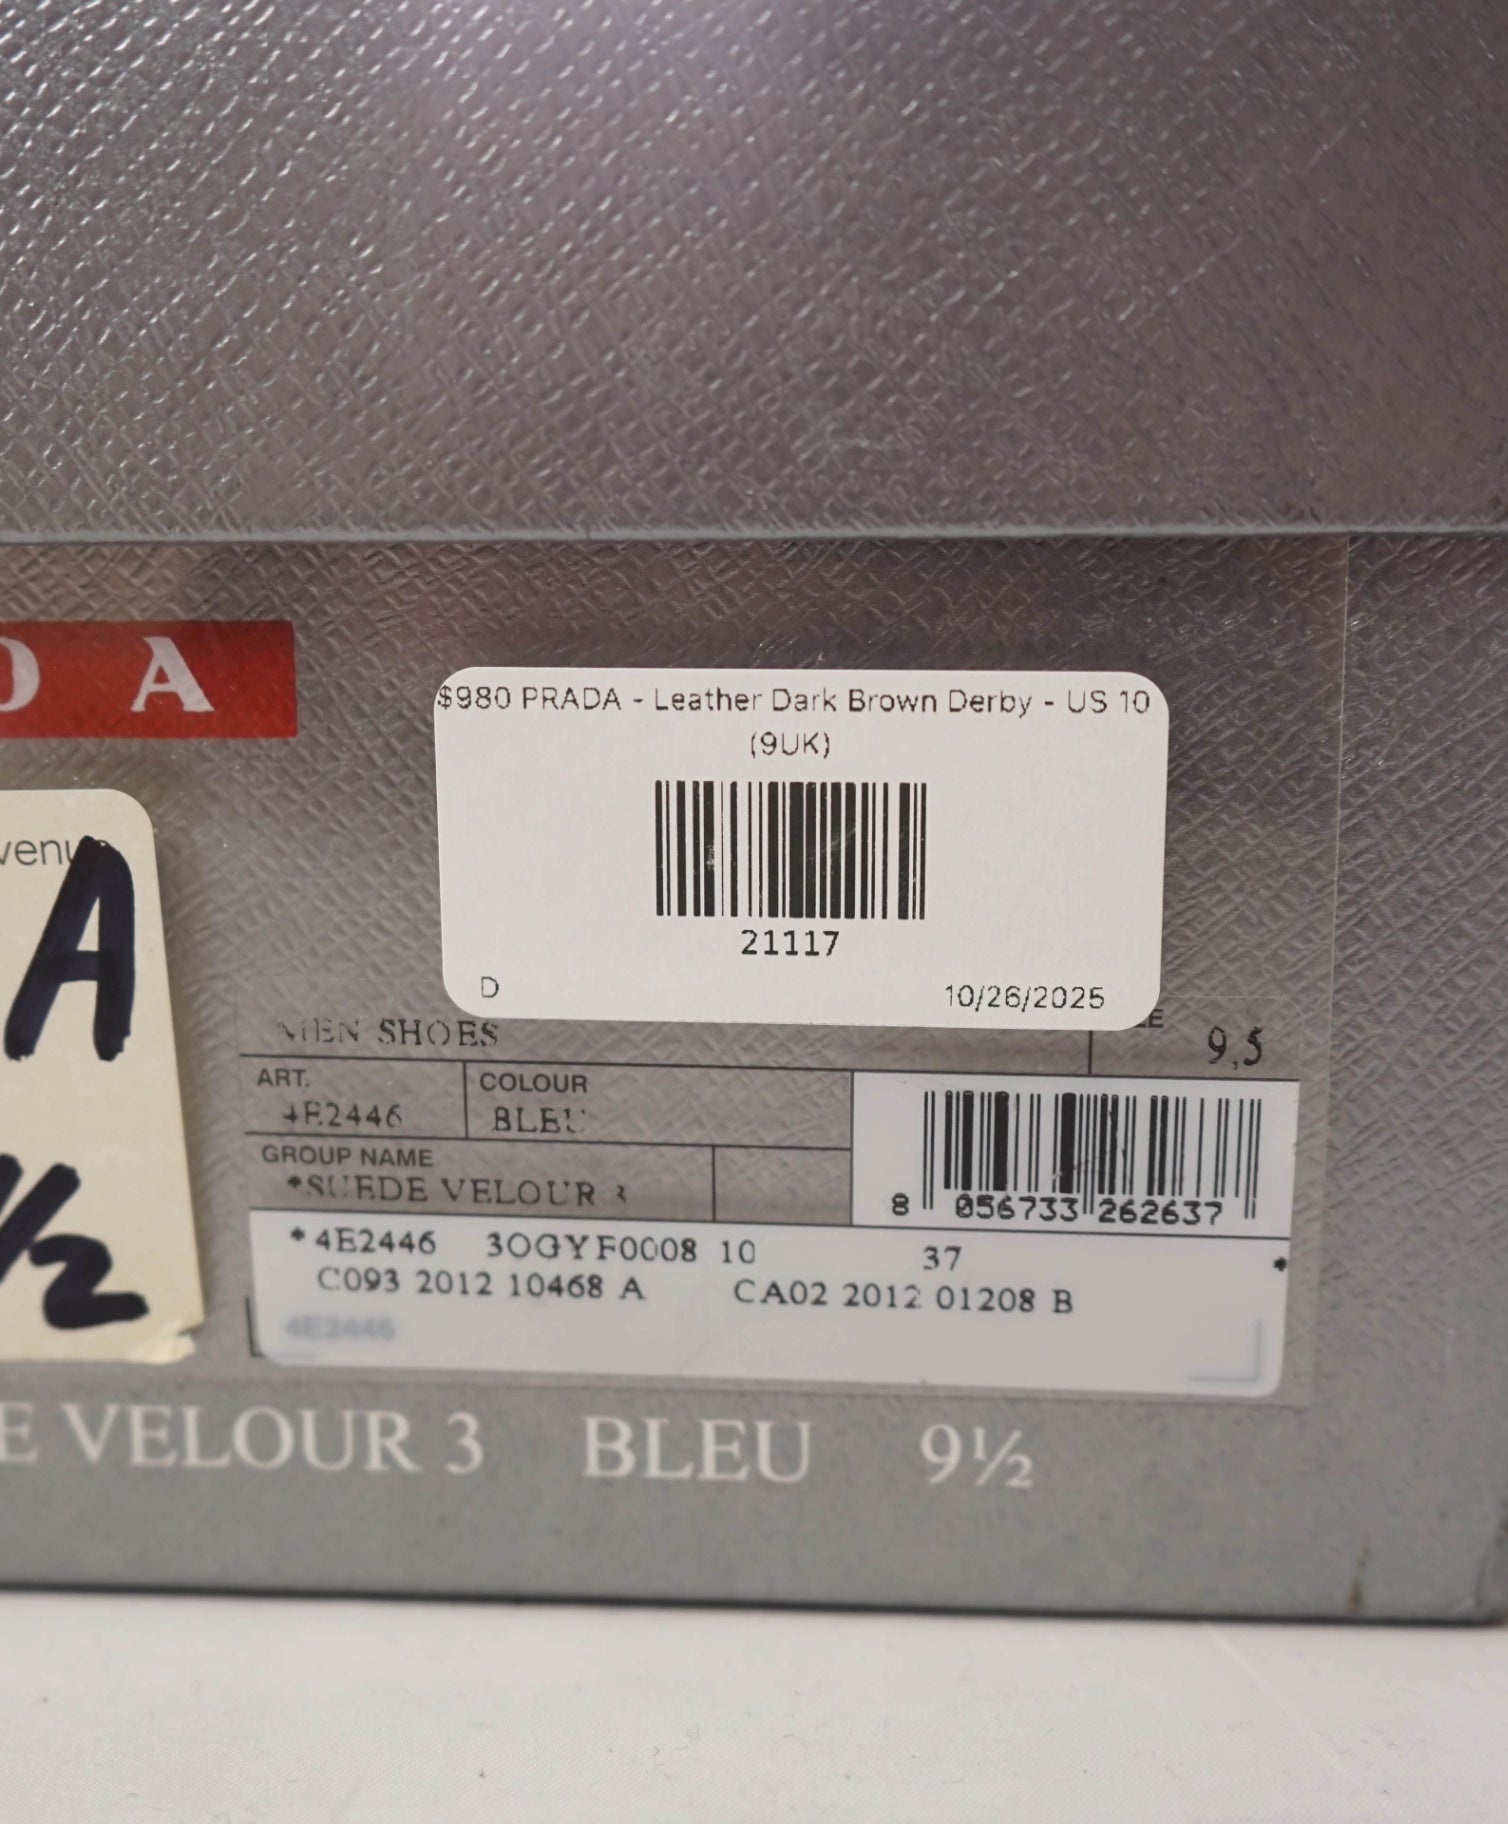 D A
$980 PRADA - Leather Dark Brown Derby - US 10
(9UK)
21117
D 10/26/2025
A
1/2
MEN SHOES 9,5
ART. COLOUR
4E2446 BLEU
GROUP NAME
*SUEDE VELOUR 3
8 056733 262637
*4E2446 3OGYF0008 10 37 *
C093 2012 10468 A CA02 2012 01208 B
4E2446
E VELOUR 3 BLEU 9½